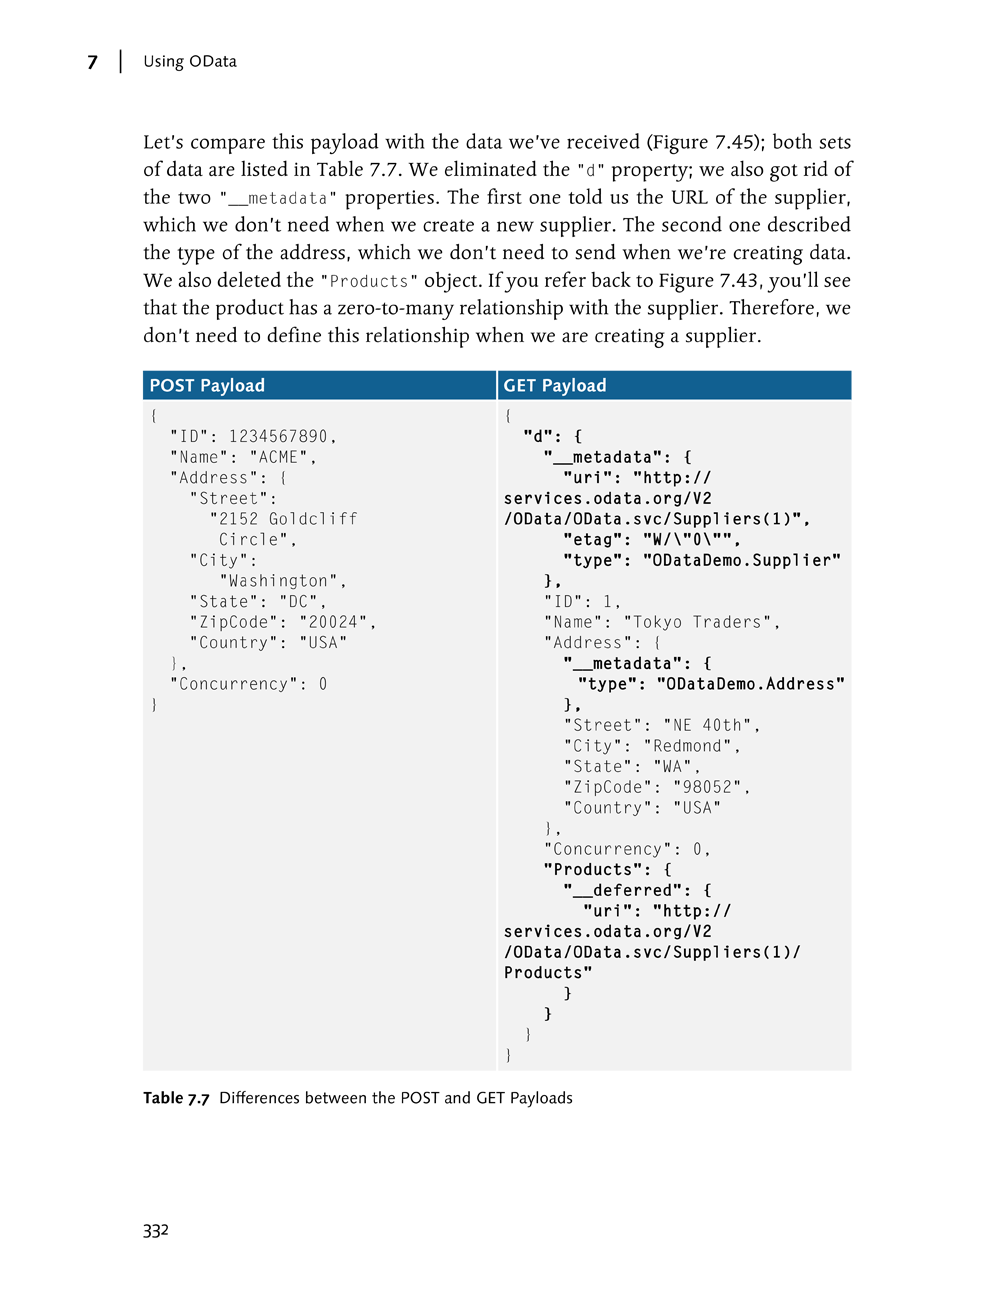 7 | Using OData
Let's compare this payload with the data we've received (Figure 7.45); both sets
of data are listed in Table 7.7. We eliminated the "d" property; we also got rid of
the two "__metadata" properties. The first one told us the URL of the supplier,
which we don't need when we create a new supplier. The second one described
the type of the address, which we don't need to send when we're creating data.
We also deleted the "Products" object. If you refer back to Figure 7.43, you'll see
that the product has a zero-to-many relationship with the supplier. Therefore, we
don't need to define this relationship when we are creating a supplier.
POST Payload
{
"ID": 1234567890,
"Name": "ACME",
"Address": {
"Street":
"2152 Goldcliff
Circle",
"City":
"Washington",
"State": "DC",
"ZipCode": "20024",
"Country": "USA"
},
"Concurrency": 0
}
GET Payload
{
"d": {
"__metadata": {
"uri": "http://
services.odata.org/V2
/OData/OData.svc/Suppliers(1)",
"etag": "W/\"0\"",
"type": "ODataDemo.Supplier"
},
"ID": 1,
"Name": "Tokyo Traders",
"Address": {
"__metadata": {
"type": "ODataDemo.Address"
},
"Street": "NE 40th",
"City": "Redmond",
"State": "WA",
"ZipCode": "98052",
"Country": "USA"
},
"Concurrency": 0,
"Products": {
"__deferred": {
"uri": "http://
services.odata.org/V2
/OData/OData.svc/Suppliers(1)/
Products"
}
}
}
}
Table 7.7 Differences between the POST and GET Payloads
332